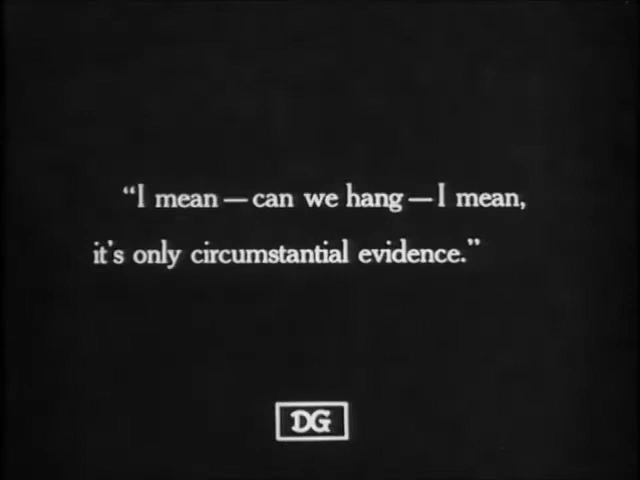 “I mean — can we hang — I mean,
it's only circumstantial evidence.”
DG